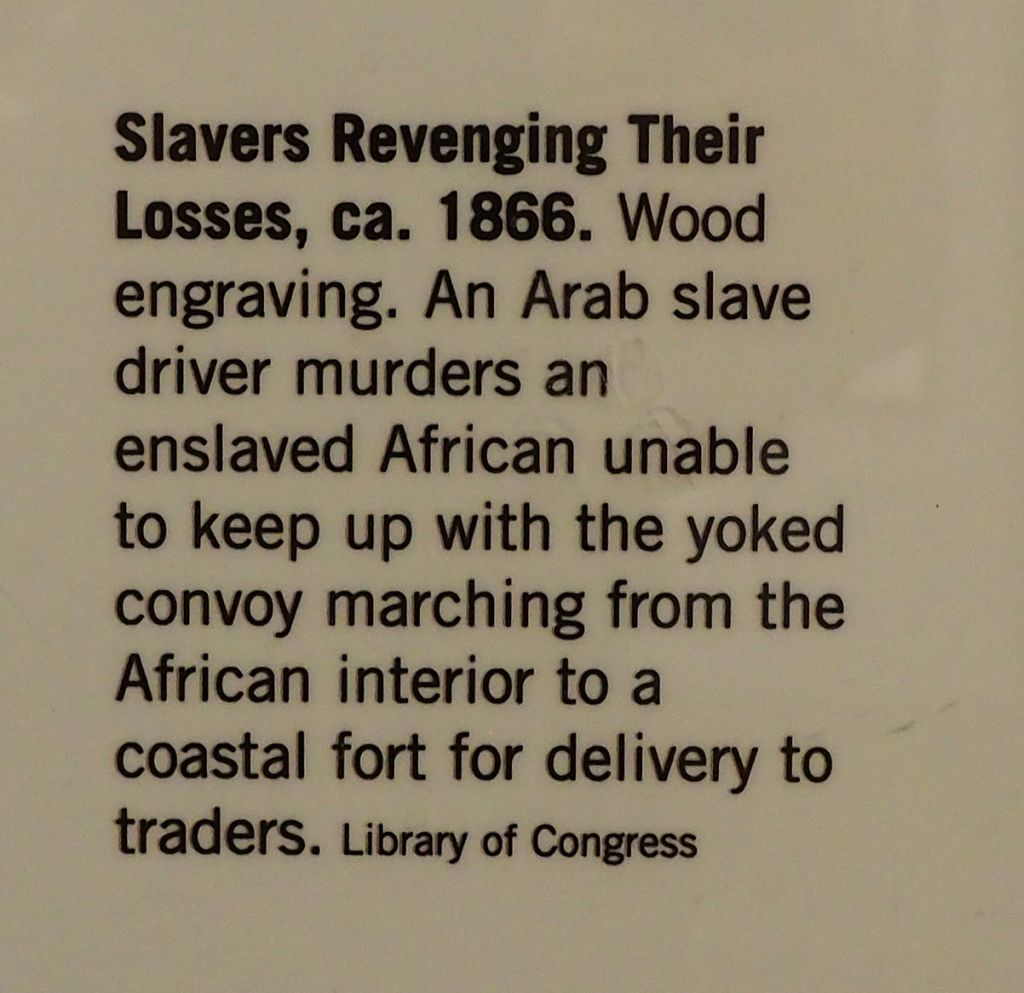 Slavers Revenging Their
Losses, ca. 1866. Wood
engraving. An Arab slave
driver murders an
enslaved African unable
to keep up with the yoked
convoy marching from the
African interior to a
coastal fort for delivery to
traders. Library of Congress